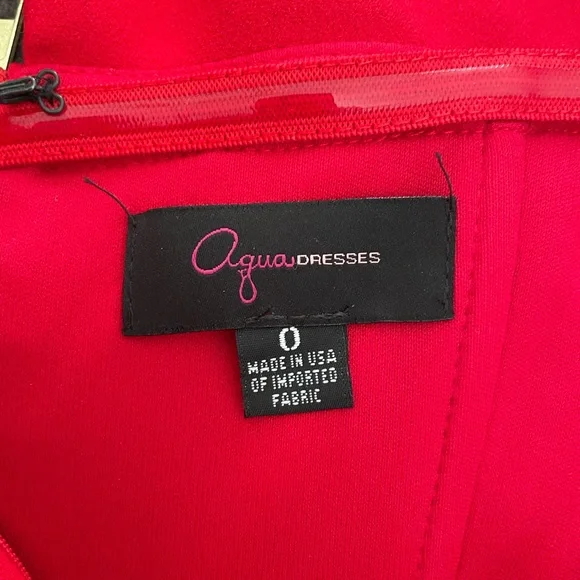 aqua DRESSES
0
MADE IN USA
OF IMPORTED
FABRIC